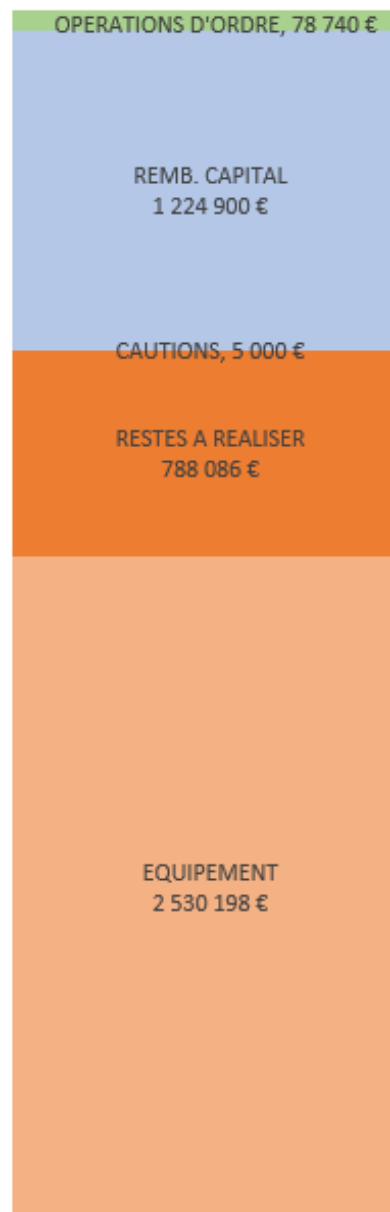 OPERATIONS D'ORDRE, 78 740 €
REMB. CAPITAL
1 224 900 €
CAUTIONS, 5 000 €
RESTES A REALISER
788 086 €
EQUIPEMENT
2 530 198 €